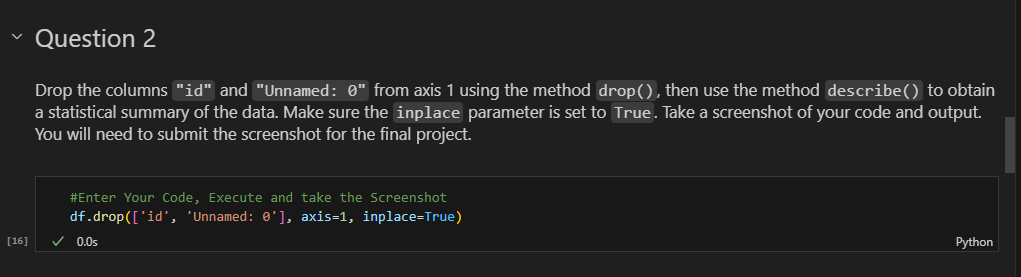 Question 2
Drop the columns "id" and "Unnamed: 0" from axis 1 using the method drop(), then use the method describe() to obtain
a statistical summary of the data. Make sure the inplace parameter is set to True. Take a screenshot of your code and output.
You will need to submit the screenshot for the final project.
#Enter Your Code, Execute and take the Screenshot
df.drop(['id', 'Unnamed: 0'], axis=1, inplace=True)
[16] 0.0s Python